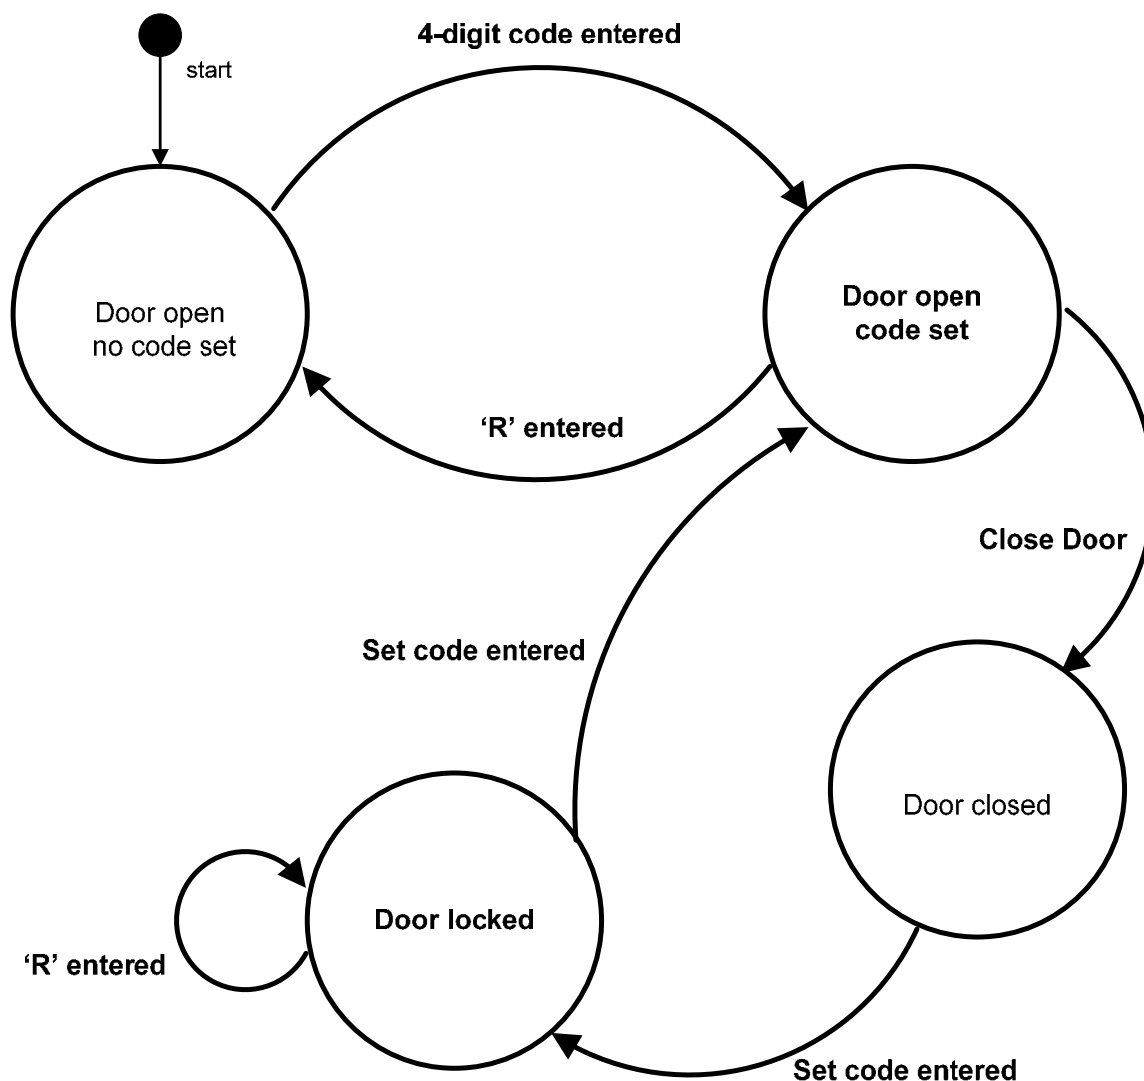 4-digit code entered
start
Door open
no code set
Door open
code set
‘R’ entered
Close Door
Set code entered
Door closed
Door locked
‘R’ entered
Set code entered